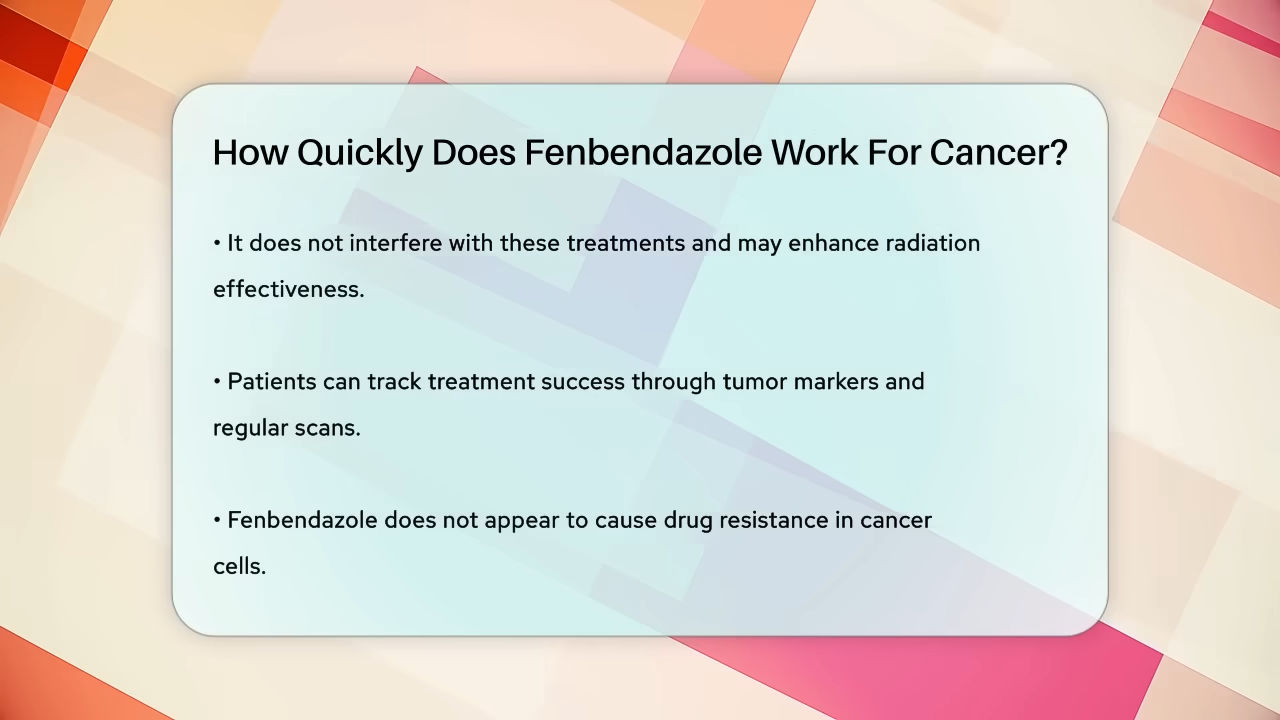 How Quickly Does Fenbendazole Work For Cancer?
• It does not interfere with these treatments and may enhance radiation
effectiveness.
• Patients can track treatment success through tumor markers and
regular scans.
• Fenbendazole does not appear to cause drug resistance in cancer
cells.